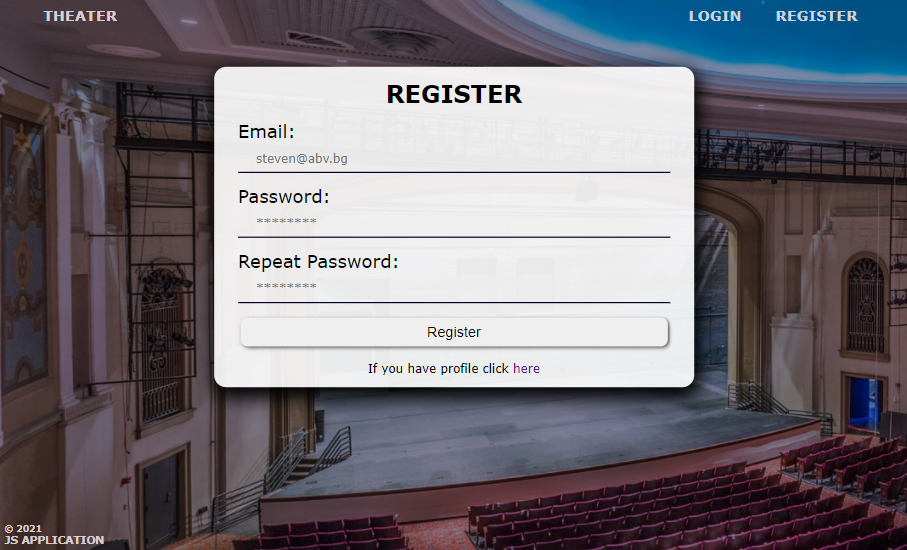 THEATER
LOGIN REGISTER
REGISTER
Email:
steven@abv.bg
Password:
********
Repeat Password:
********
Register
If you have profile click here
© 2021
JS APPLICATION